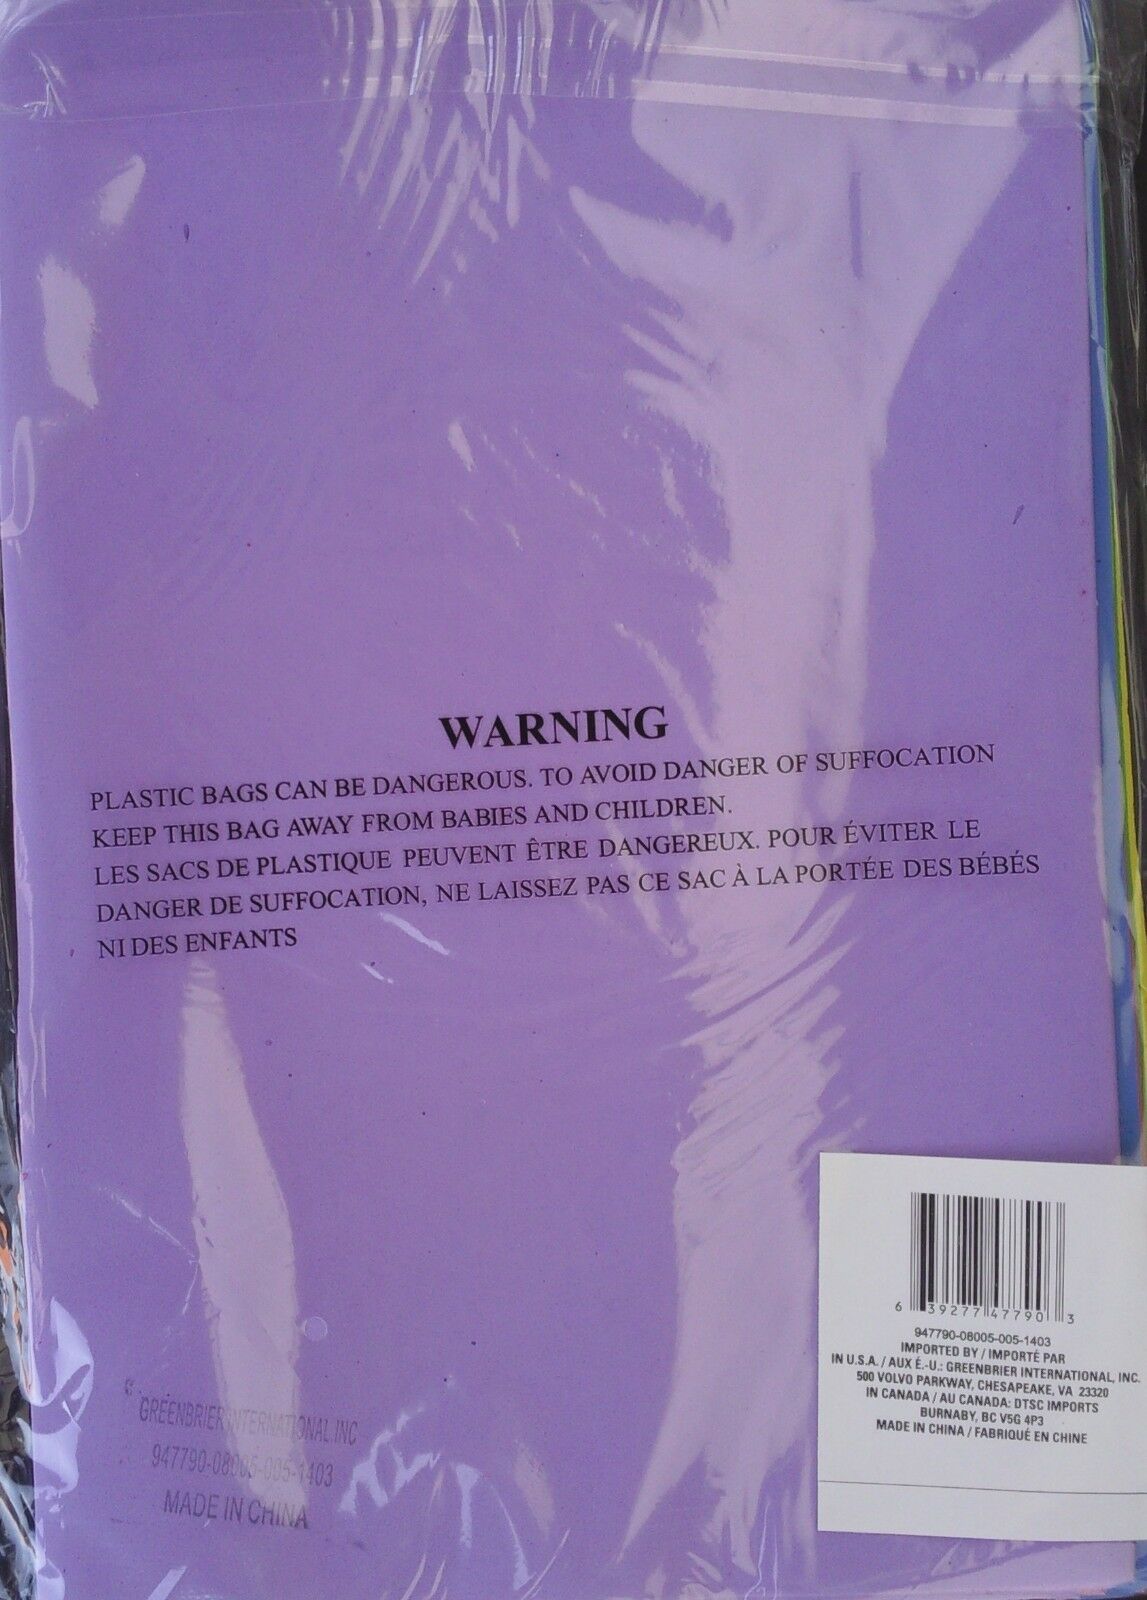 WARNING
PLASTIC BAGS CAN BE DANGEROUS. TO AVOID DANGER OF SUFFOCATION
KEEP THIS BAG AWAY FROM BABIES AND CHILDREN.
LES SACS DE PLASTIQUE PEUVENT ÊTRE DANGEREUX. POUR ÉVITER LE
DANGER DE SUFFOCATION, NE LAISSEZ PAS CE SAC À LA PORTÉE DES BÉBÉS
NI DES ENFANTS
6 39277 47790 3
947790-08005-005-1403
IMPORTED BY / IMPORTÉ PAR
IN U.S.A. / AUX É.-U.: GREENBRIER INTERNATIONAL, INC.
500 VOLVO PARKWAY, CHESAPEAKE, VA 23320
IN CANADA / AU CANADA: DTSC IMPORTS
BURNABY, BC V5G 4P3
MADE IN CHINA / FABRIQUÉ EN CHINE
GREENBRIER INTERNATIONAL INC
947790-08005-005-1403
MADE IN CHINA